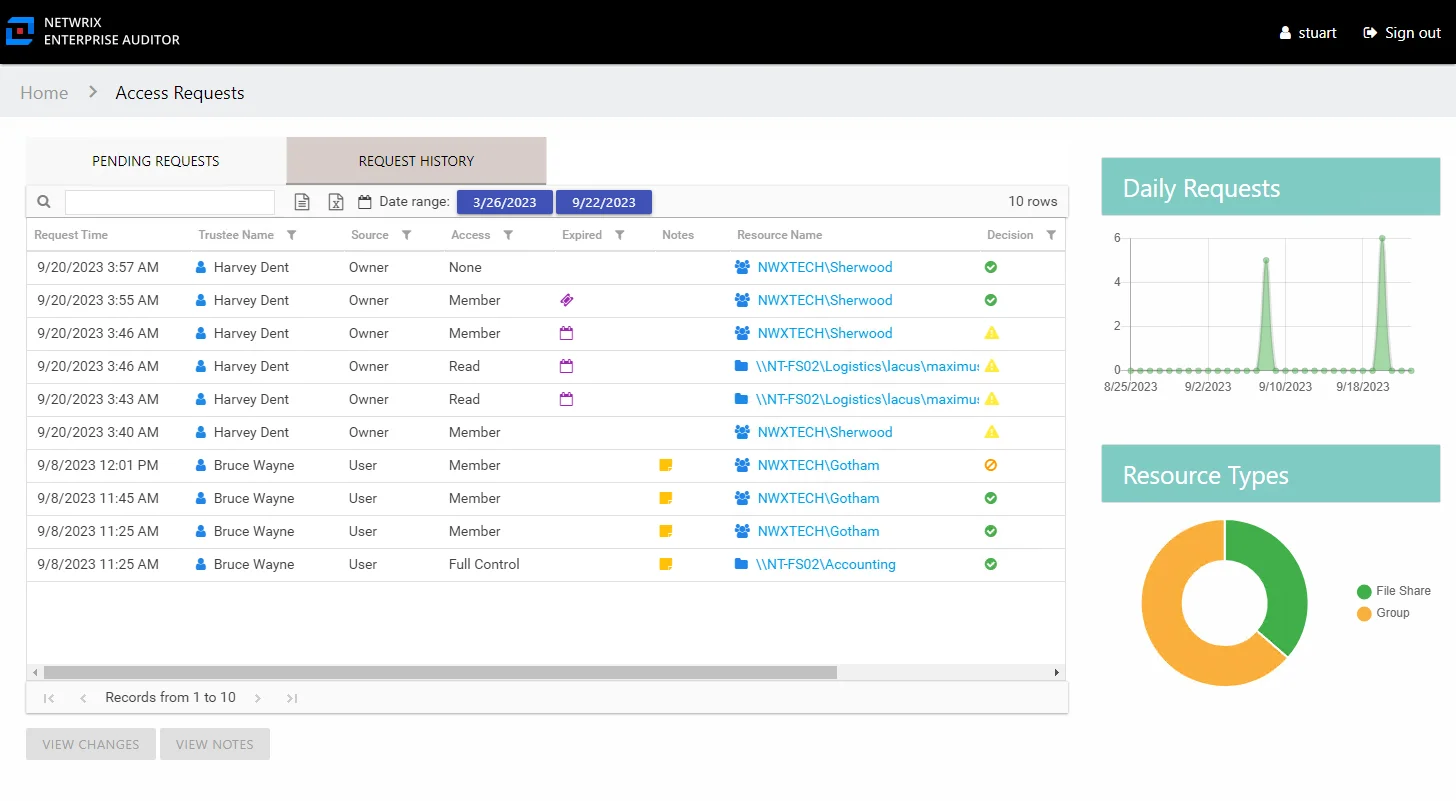 NETWRIX
ENTERPRISE AUDITOR
stuart Sign out
Home Access Requests
PENDING REQUESTS REQUEST HISTORY
Date range: 3/26/2023 9/22/2023 10 rows
Request Time Trustee Name Source Access Expired Notes Resource Name Decision
9/20/2023 3:57 AM Harvey Dent Owner None NWXTECH\Sherwood
9/20/2023 3:55 AM Harvey Dent Owner Member NWXTECH\Sherwood
9/20/2023 3:46 AM Harvey Dent Owner Member NWXTECH\Sherwood
9/20/2023 3:46 AM Harvey Dent Owner Read \\NT-FS02\Logistics\lacus\maximus
9/20/2023 3:43 AM Harvey Dent Owner Read \\NT-FS02\Logistics\lacus\maximus
9/20/2023 3:40 AM Harvey Dent Owner Member NWXTECH\Sherwood
9/8/2023 12:01 PM Bruce Wayne User Member NWXTECH\Gotham
9/8/2023 11:45 AM Bruce Wayne User Member NWXTECH\Gotham
9/8/2023 11:25 AM Bruce Wayne User Member NWXTECH\Gotham
9/8/2023 11:25 AM Bruce Wayne User Full Control \\NT-FS02\Accounting
Records from 1 to 10
VIEW CHANGES VIEW NOTES
Daily Requests
6
4
2
0
8/25/2023 9/2/2023 9/10/2023 9/18/2023
Resource Types
File Share
Group